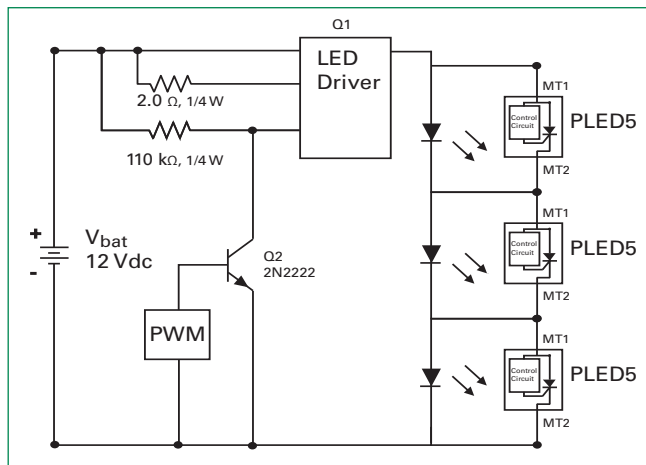 Q1
LED
Driver
2.0 Ω, 1/4 W
110 kΩ, 1/4 W
+
Vbat
12 Vdc
-
Q2
2N2222
PWM
MT1
Control
Circuit
PLED5
MT2
MT1
Control
Circuit
PLED5
MT2
MT1
Control
Circuit
PLED5
MT2